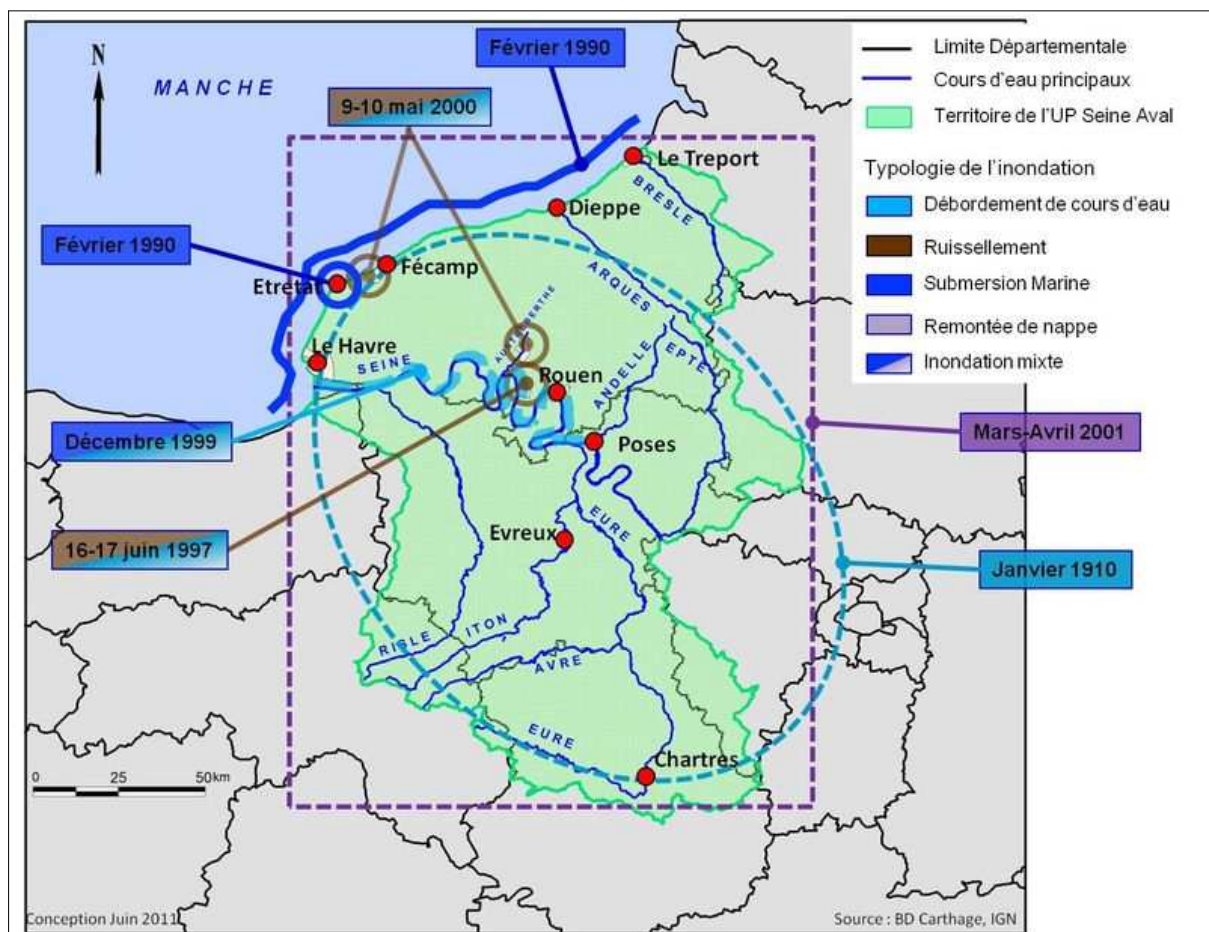 Février 1990
N
MANCHE
9-10 mai 2000
Limite Départementale
Cours d'eau principaux
Territoire de l'UP Seine Aval
Typologie de l'inondation
Débordement de cours d'eau
Ruissellement
Submersion Marine
Remontée de nappe
Inondation mixte
Le Treport
BRESLE
Dieppe
Février 1990
Fécamp
Etretat
ARQUES
Le Havre
SEINE
Rouen
ANDELLE
EPTE
Décembre 1999
Poses
Mars-Avril 2001
16-17 juin 1997
Evreux
EURE
Janvier 1910
RISLE
ITON
AVRE
EURE
Chartres
0 25 50km
Conception Juin 2011
Source : BD Carthage, IGN